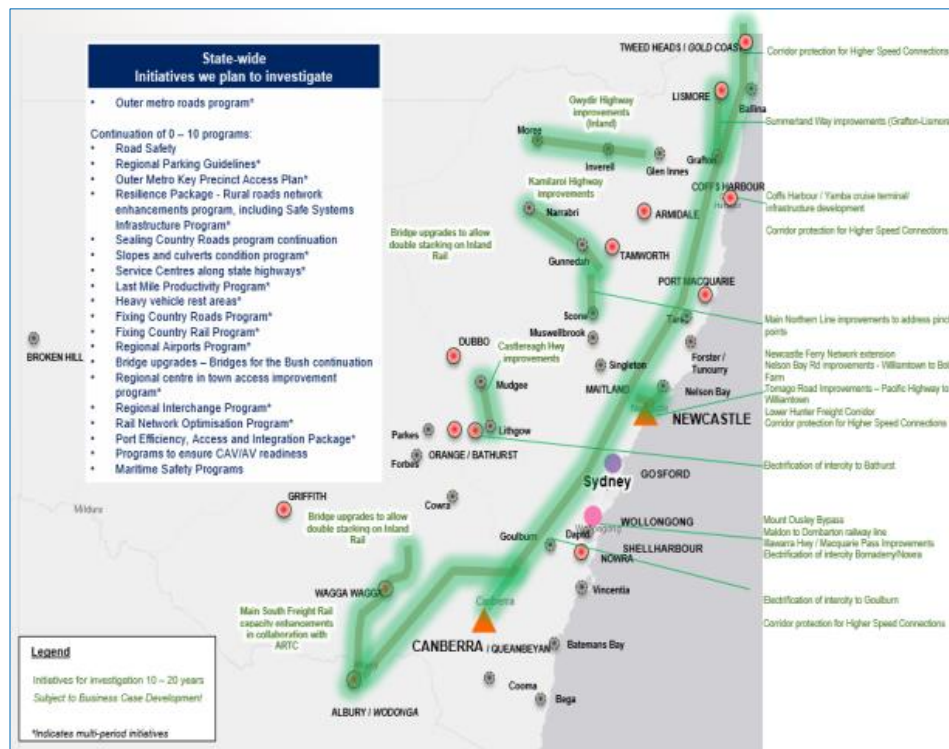 State-wide
Initiatives we plan to investigate
• Outer metro roads program*
Continuation of 0 – 10 programs:
• Road Safety
• Regional Parking Guidelines*
• Outer Metro Key Precinct Access Plan*
• Resilience Package - Rural roads network
enhancements program, including Safe Systems
Infrastructure Program*
• Sealing Country Roads program continuation
• Slopes and culverts condition program*
• Service Centres along state highways*
• Last Mile Productivity Program*
• Heavy vehicle rest areas*
• Fixing Country Roads Program*
• Fixing Country Rail Program*
• Regional Airports Program*
• Bridge upgrades – Bridges for the Bush continuation
• Regional centre in town access improvement
program*
• Regional Interchange Program*
• Rail Network Optimisation Program*
• Port Efficiency, Access and Integration Package*
• Programs to ensure CAV/AV readiness
• Maritime Safety Programs
TWEED HEADS / GOLD COAST
Corridor protection for Higher Speed Connections
LISMORE
Ballina
Summerland Way improvements (Grafton-Lismore
Gwydir Highway
improvements
(Inland)
Moree
Inverell
Glen Innes
Grafton
COFFS HARBOUR
Coffs Harbour / Yamba cruise terminal/
infrastructure development
Corridor protection for Higher Speed Connections
Kamilaroi Highway
improvements
Narrabri
ARMIDALE
Bridge upgrades to allow
double stacking on Inland
Rail
Gunnedah
TAMWORTH
PORT MACQUARIE
Main Northern Line improvements to address pinch
points
Scone
Taree
Muswellbrook
BROKEN HILL
DUBBO
Castlereagh Hwy
improvements
Singleton
Forster /
Tuncurry
Newcastle Ferry Network extension
Nelson Bay Rd improvements - Williamtown to Bob
Farm
Tomago Road Improvements – Pacific Highway to
Williamtown
Lower Hunter Freight Corridor
Corridor protection for Higher Speed Connections
Mudgee
MAITLAND
Nelson Bay
NEWCASTLE
Parkes
Lithgow
ORANGE / BATHURST
Forbes
Electrification of intercity to Bathurst
Sydney
GOSFORD
GRIFFITH
Mildura
Cowra
Bridge upgrades to allow
double stacking on Inland
Rail
Wollongong
WOLLONGONG
Mount Ousley Bypass
Maldon to Dombarton railway line
Illawarra Hwy / Macquarie Pass Improvements
Electrification of intercity Bomaderry/Nowra
Goulburn
Dapto
SHELLHARBOUR
NOWRA
Vincentia
WAGGA WAGGA
Electrification of intercity to Goulburn
Corridor protection for Higher Speed Connections
Main South Freight Rail
capacity enhancements
in collaboration with
ARTC
Canberra
CANBERRA / QUEANBEYAN
Batemans Bay
Cooma
Bega
ALBURY / WODONGA
Legend
Initiatives for investigation 10 – 20 years
Subject to Business Case Development
*Indicates multi-period initiatives